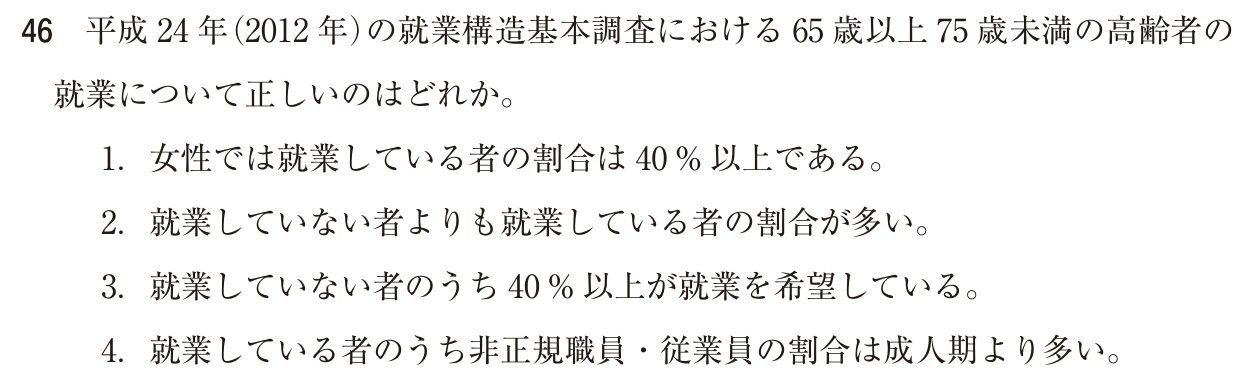 46 平成 24 年(2012 年)の就業構造基本調査における 65 歳以上 75 歳未満の高齢者の
就業について正しいのはどれか。
1. 女性では就業している者の割合は 40 % 以上である。
2. 就業していない者よりも就業している者の割合が多い。
3. 就業していない者のうち 40 % 以上が就業を希望している。
4. 就業している者のうち非正規職員・従業員の割合は成人期より多い。